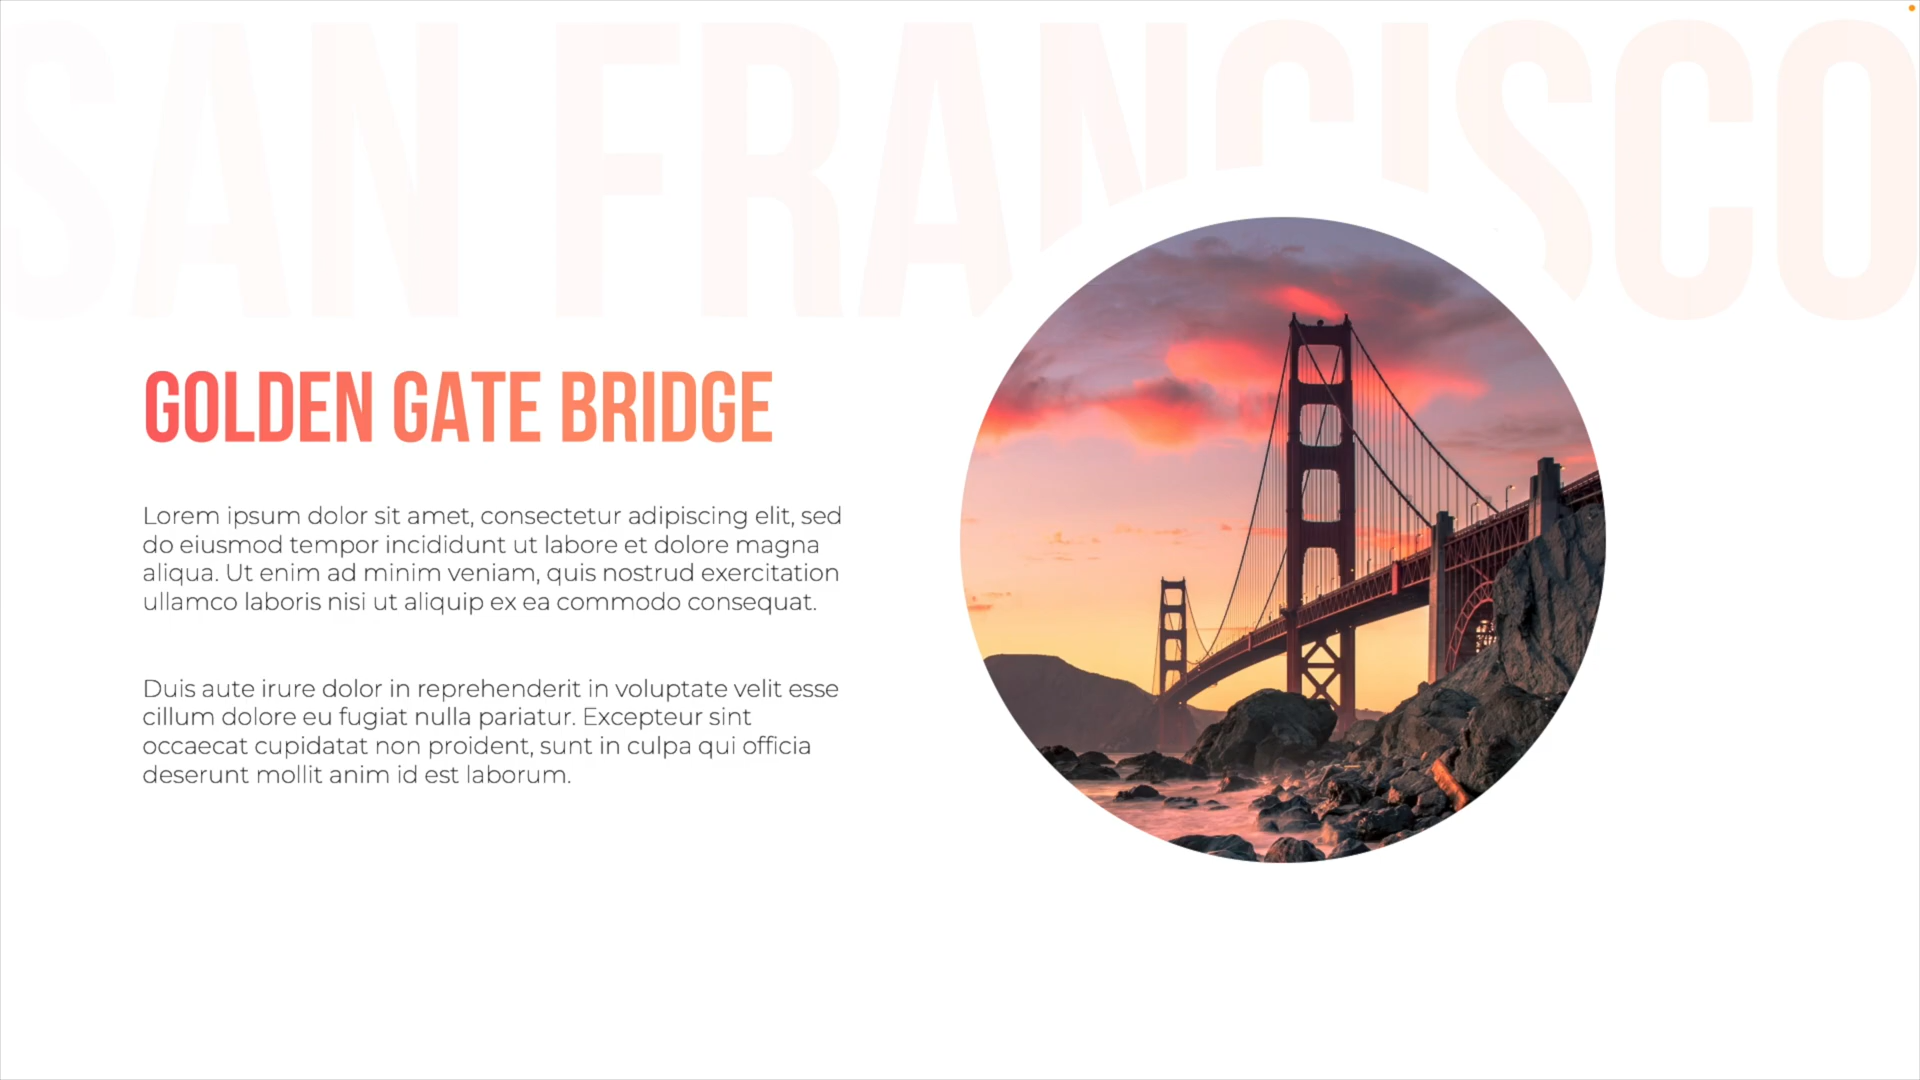 SAN FRANCISCO
GOLDEN GATE BRIDGE
Lorem ipsum dolor sit amet, consectetur adipiscing elit, sed
do eiusmod tempor incididunt ut labore et dolore magna
aliqua. Ut enim ad minim veniam, quis nostrud exercitation
ullamco laboris nisi ut aliquip ex ea commodo consequat.
Duis aute irure dolor in reprehenderit in voluptate velit esse
cillum dolore eu fugiat nulla pariatur. Excepteur sint
occaecat cupidatat non proident, sunt in culpa qui officia
deserunt mollit anim id est laborum.